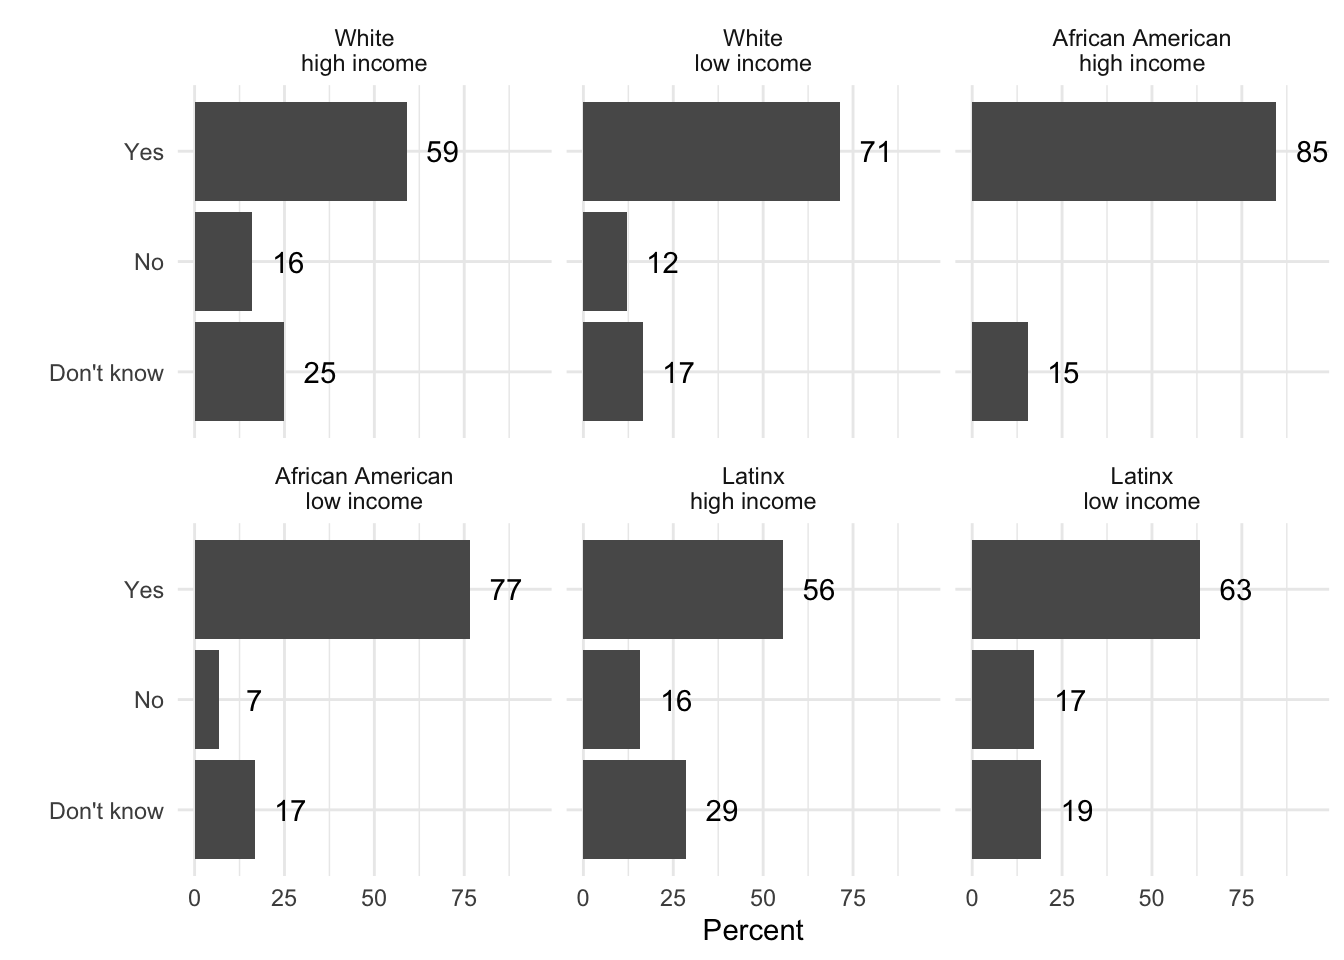 White
high income
White
low income
African American
high income
Yes
59
71
85
No
16
12
Don't know
25
17
15
African American
low income
Latinx
high income
Latinx
low income
Yes
77
56
63
No
7
16
17
Don't know
17
29
19
0 25 50 75
0 25 50 75
0 25 50 75
Percent